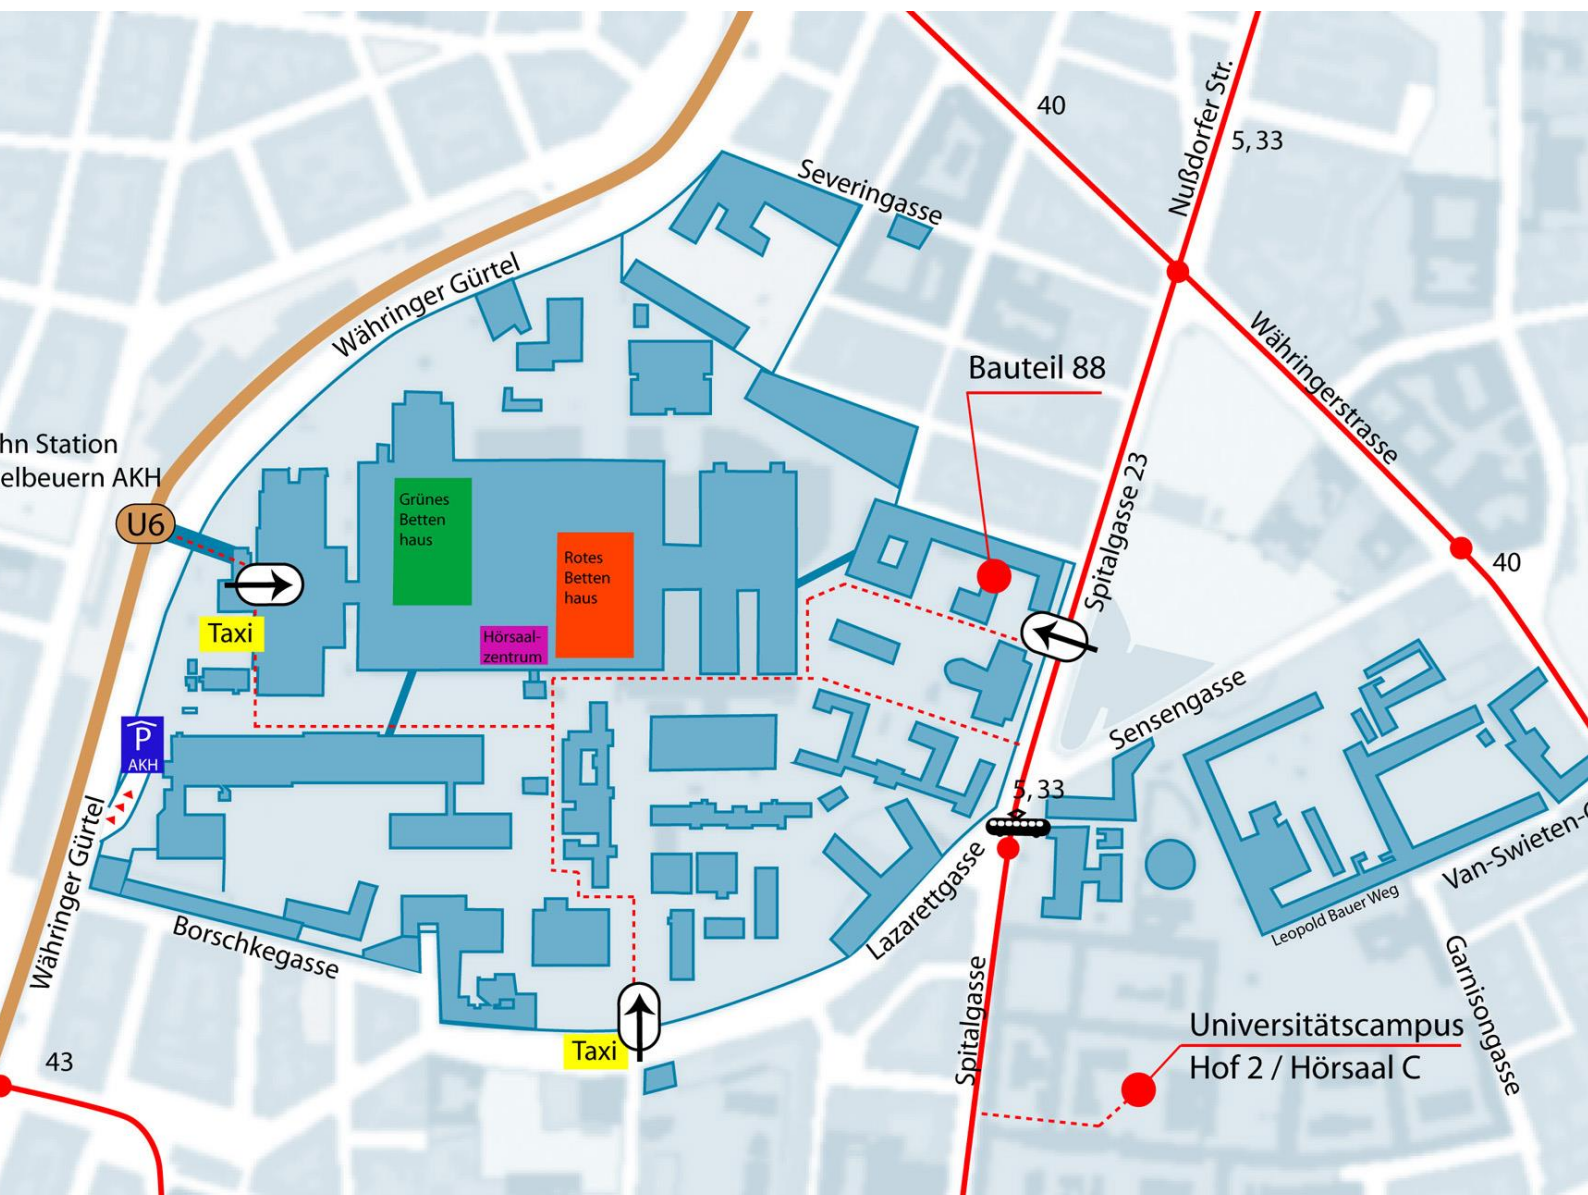 40
Nußdorfer Str.
5, 33
Severingasse
Währinger Gürtel
Währingerstrasse
Bauteil 88
hn Station
elbeuern AKH
U6
Grünes
Betten
haus
Rotes
Betten
haus
Hörsaal-
zentrum
Spitalgasse 23
40
Taxi
P
AKH
Sensengasse
5, 33
Währinger Gürtel
Borschkegasse
Lazarettgasse
Van-Swieten-
Leopold Bauer Weg
Garnisongasse
Spitalgasse
Taxi
43
Universitätscampus
Hof 2 / Hörsaal C